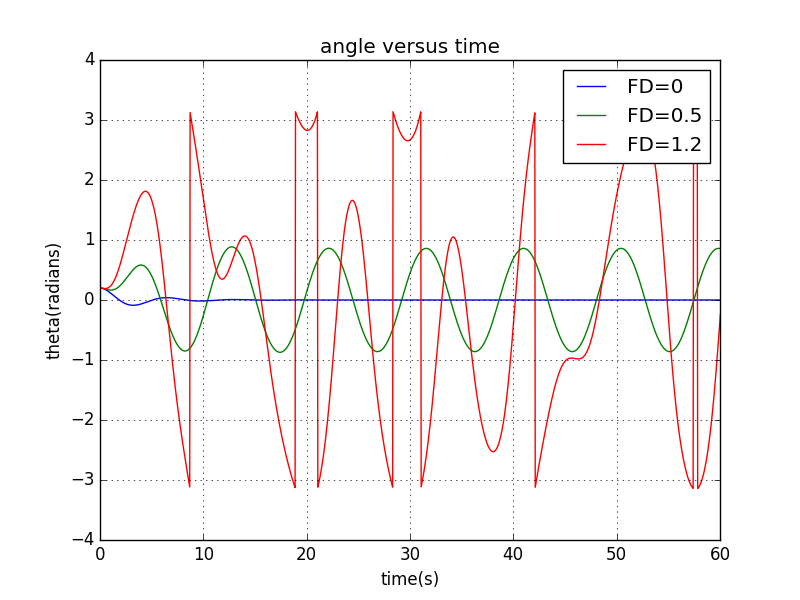 angle versus time
4
3
2
1
0
−1
−2
−3
−4
theta(radians)
FD=0
FD=0.5
FD=1.2
0 10 20 30 40 50 60
time(s)